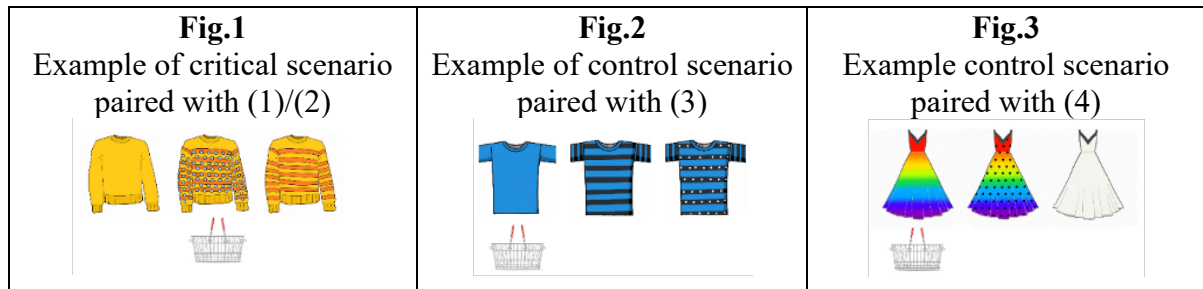 Fig.1
Example of critical scenario
paired with (1)/(2)
Fig.2
Example of control scenario
paired with (3)
Fig.3
Example control scenario
paired with (4)